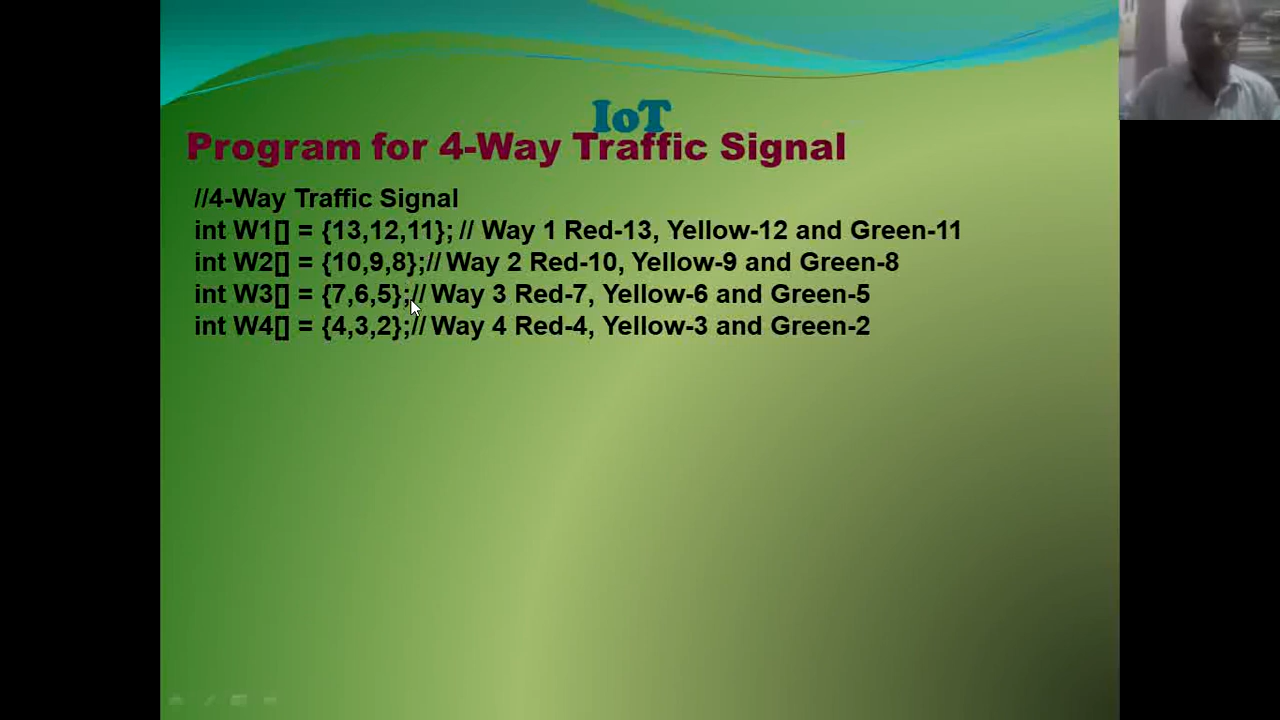 IoT
Program for 4-Way Traffic Signal
//4-Way Traffic Signal
int W1[] = {13,12,11}; // Way 1 Red-13, Yellow-12 and Green-11
int W2[] = {10,9,8};// Way 2 Red-10, Yellow-9 and Green-8
int W3[] = {7,6,5};// Way 3 Red-7, Yellow-6 and Green-5
int W4[] = {4,3,2};// Way 4 Red-4, Yellow-3 and Green-2